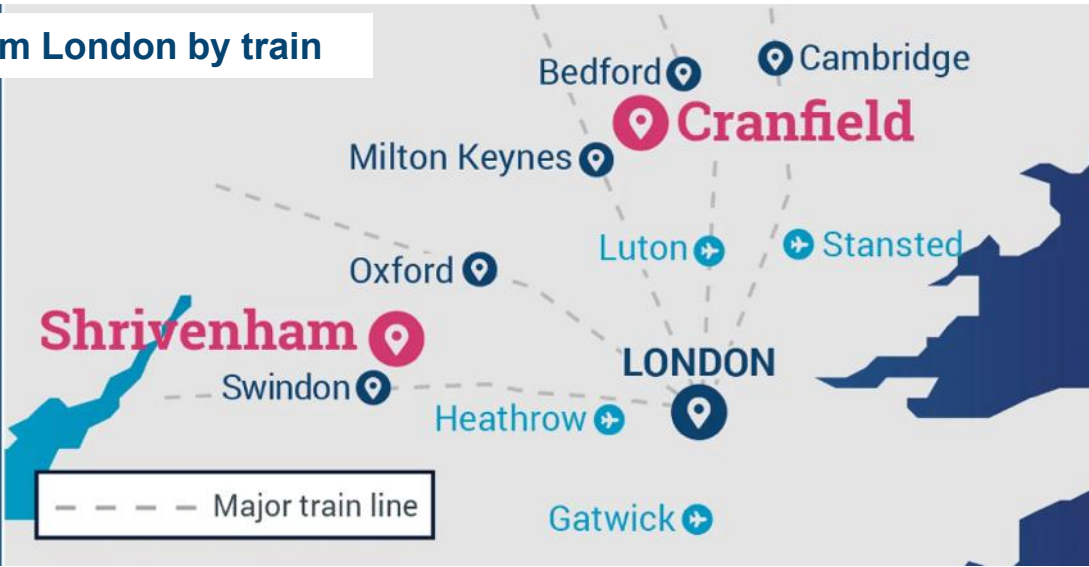 m London by train
Bedford
Cambridge
Cranfield
Milton Keynes
Luton
Stansted
Oxford
Shrivenham
LONDON
Swindon
Heathrow
Major train line
Gatwick